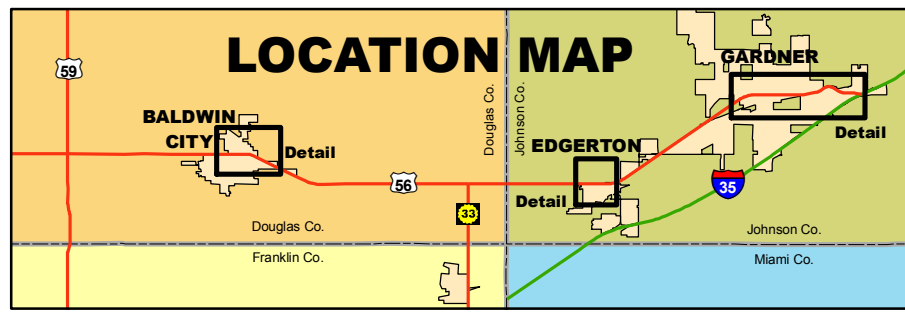 LOCATION MAP
GARDNER
59
Douglas Co.
Johnson Co.
BALDWIN
CITY
Detail
EDGERTON
Detail
56
Detail
35
33
Douglas Co.
Johnson Co.
Franklin Co.
Miami Co.